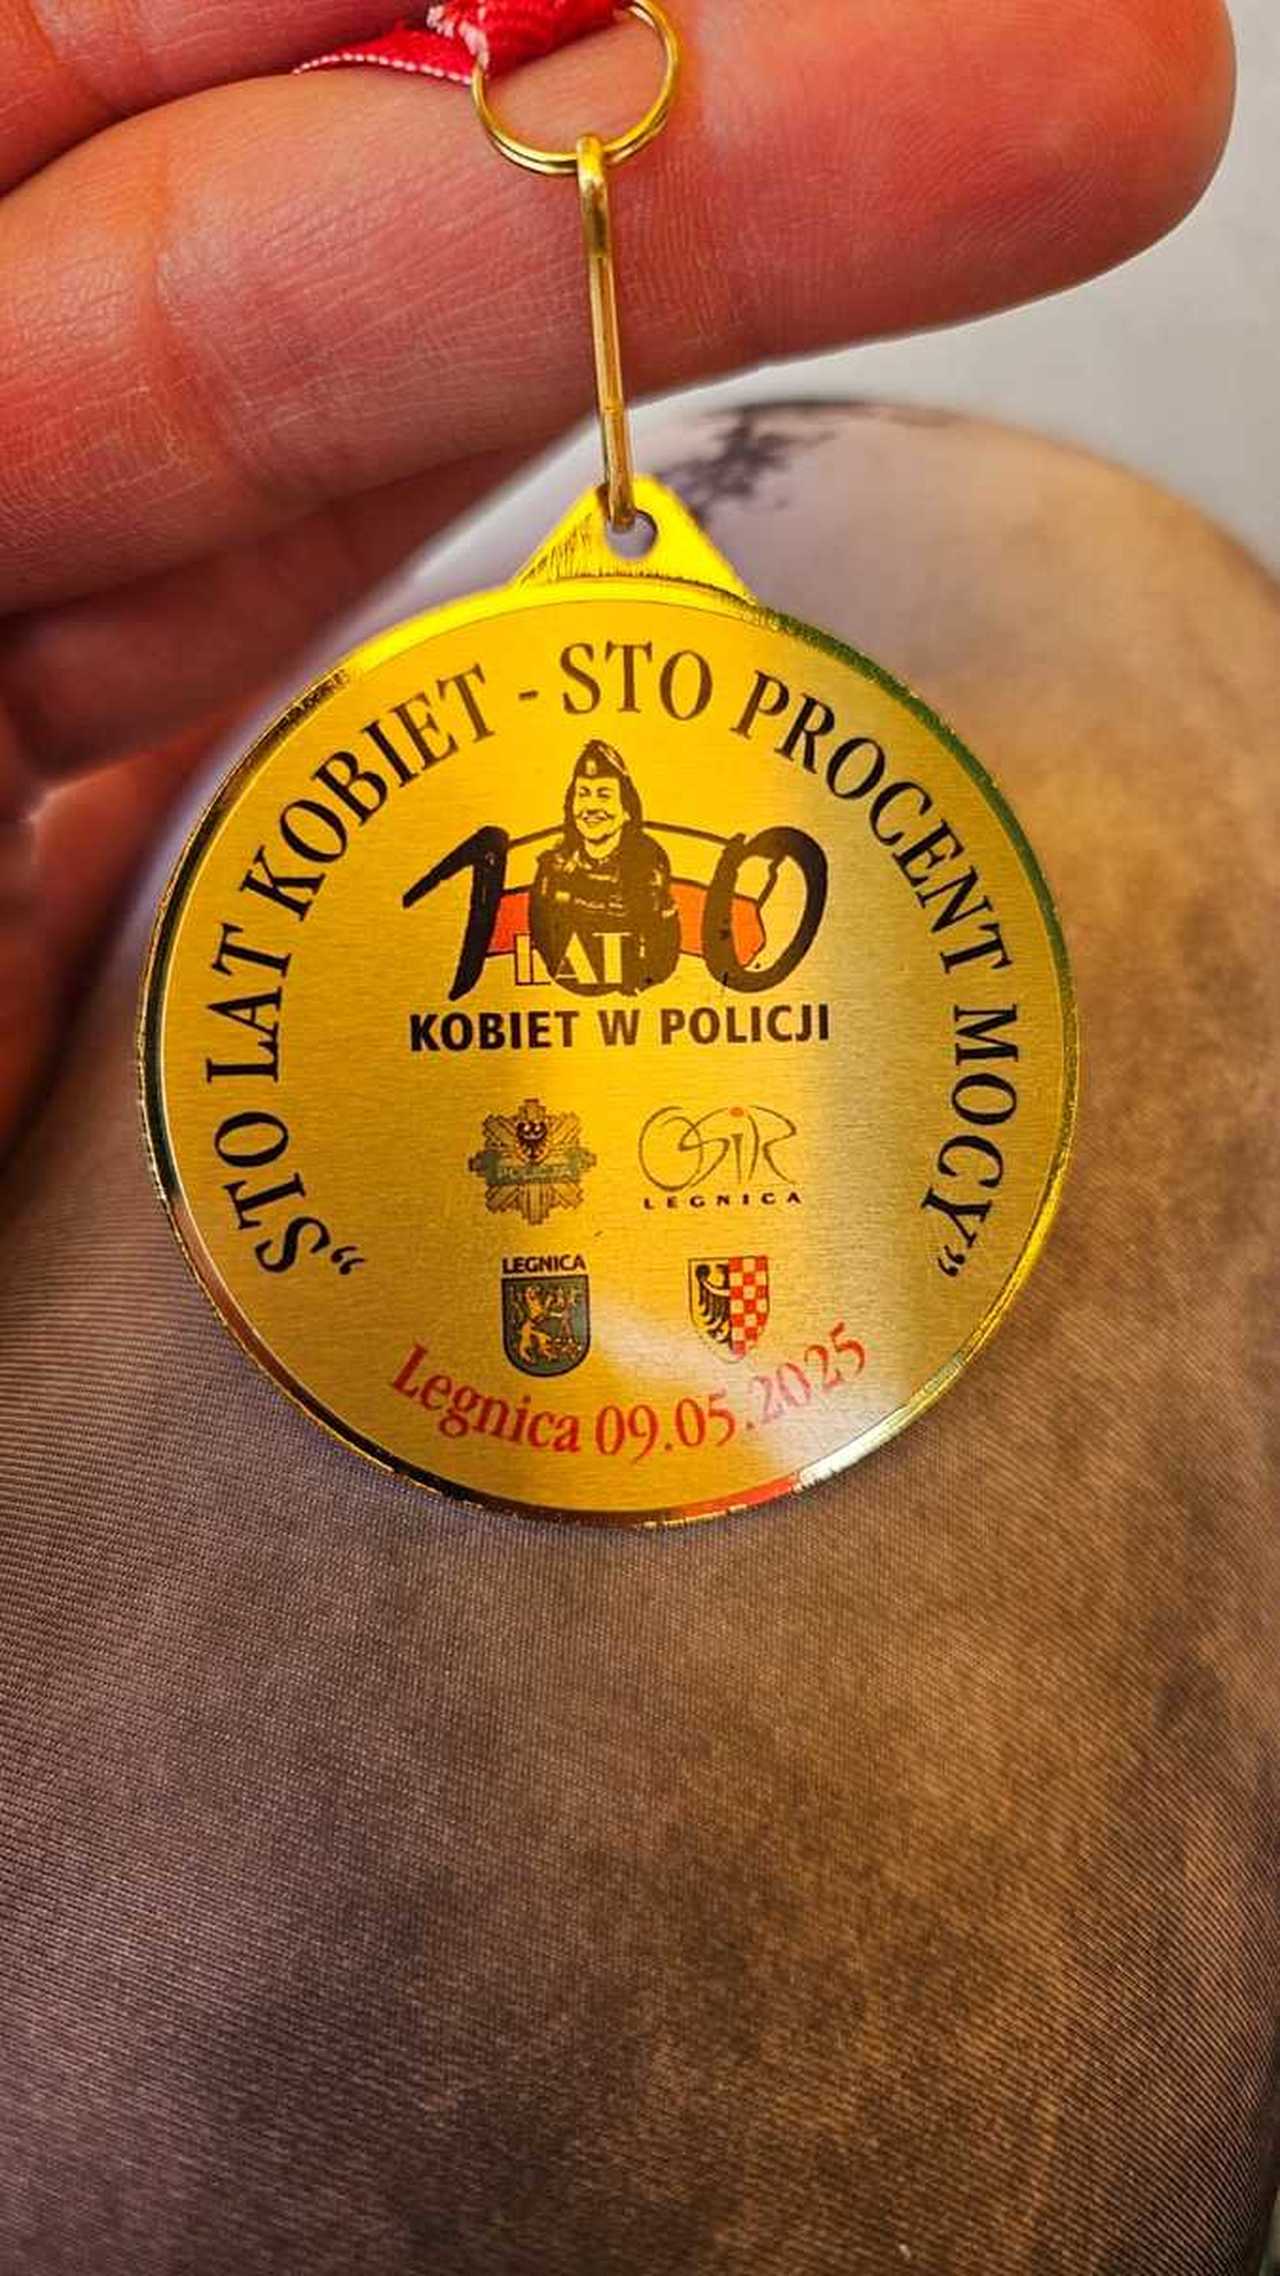 “STO LAT KOBIET - STO PROCENT MOCY”
100
LAT
KOBIET W POLICJI
OSiR
LEGNICA
LEGNICA
Legnica 09.05.2025